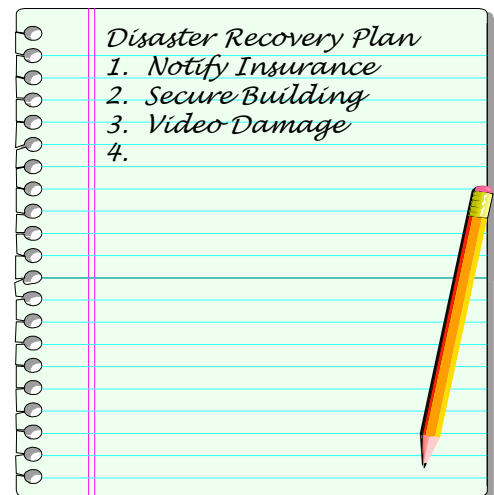 Disaster Recovery Plan
1. Notify Insurance
2. Secure Building
3. Video Damage
4.